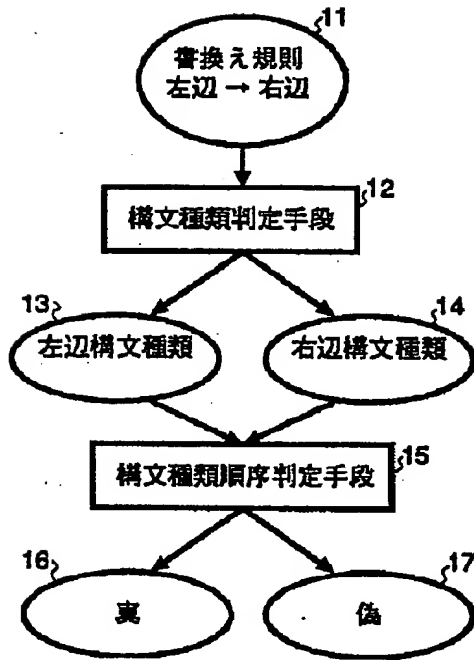 11
書換え規則
左辺 → 右辺
12
構文種類判定手段
13
左辺構文種類
14
右辺構文種類
15
構文種類順序判定手段
16
真
17
偽